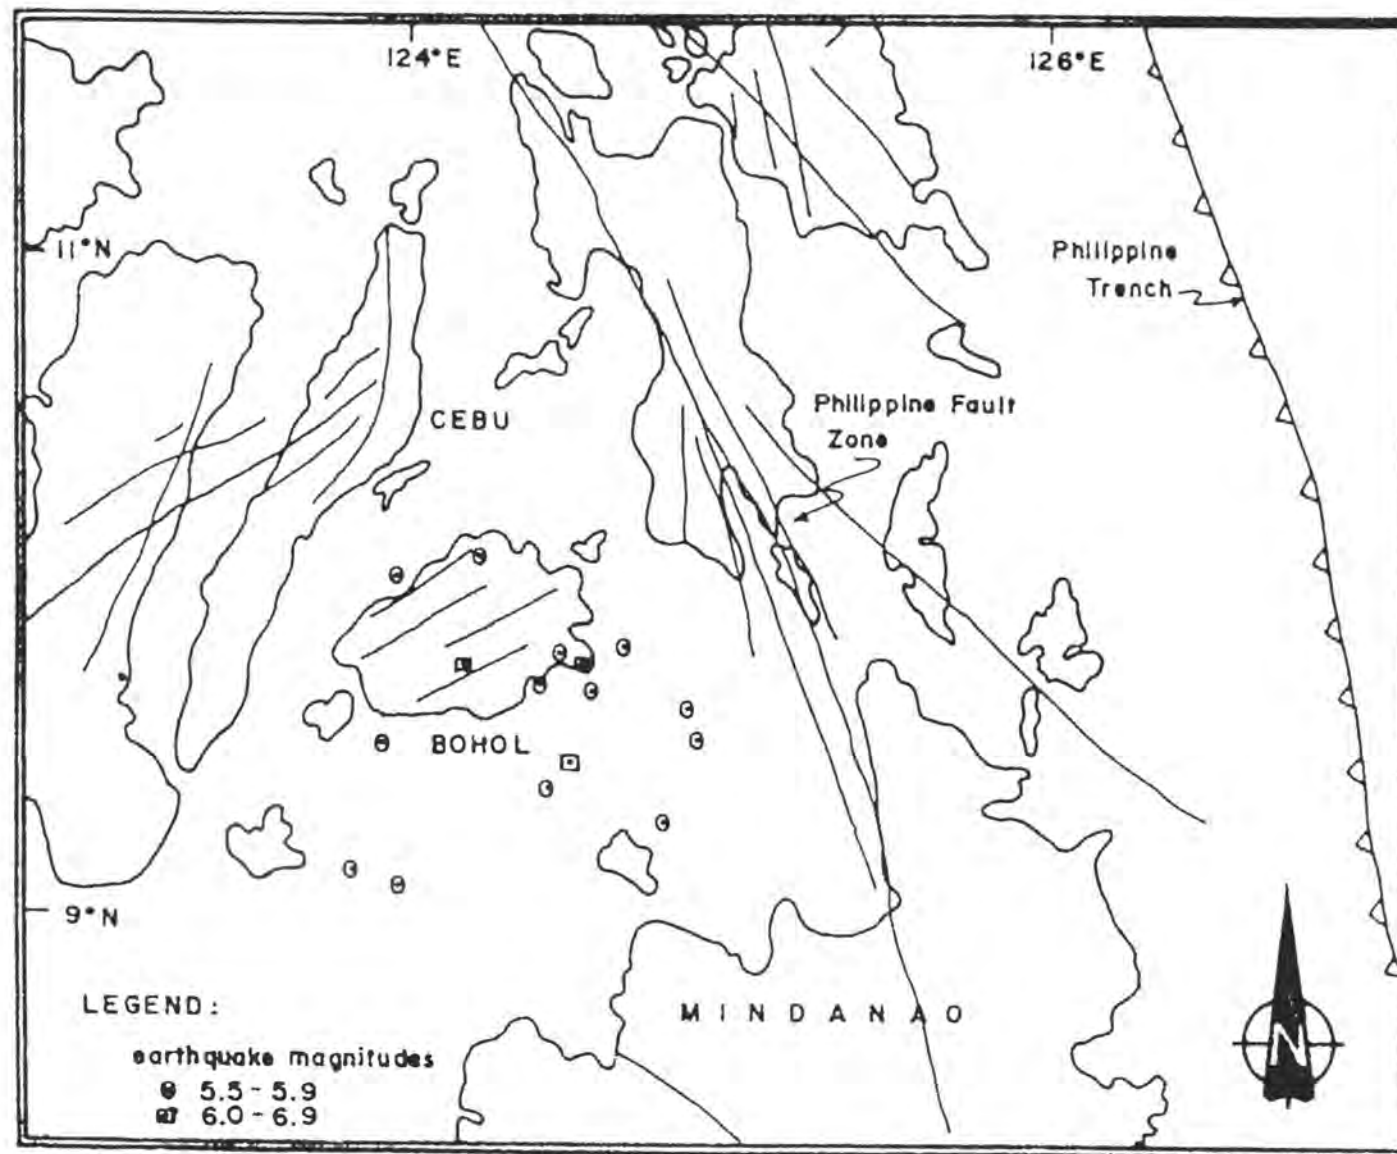 124°E
126°E
11°N
Philippine
Trench
CEBU
Philippine Fault
Zone
BOHOL
9°N
LEGEND:
MINDANAO
earthquake magnitudes
5.5-5.9
6.0-6.9
N